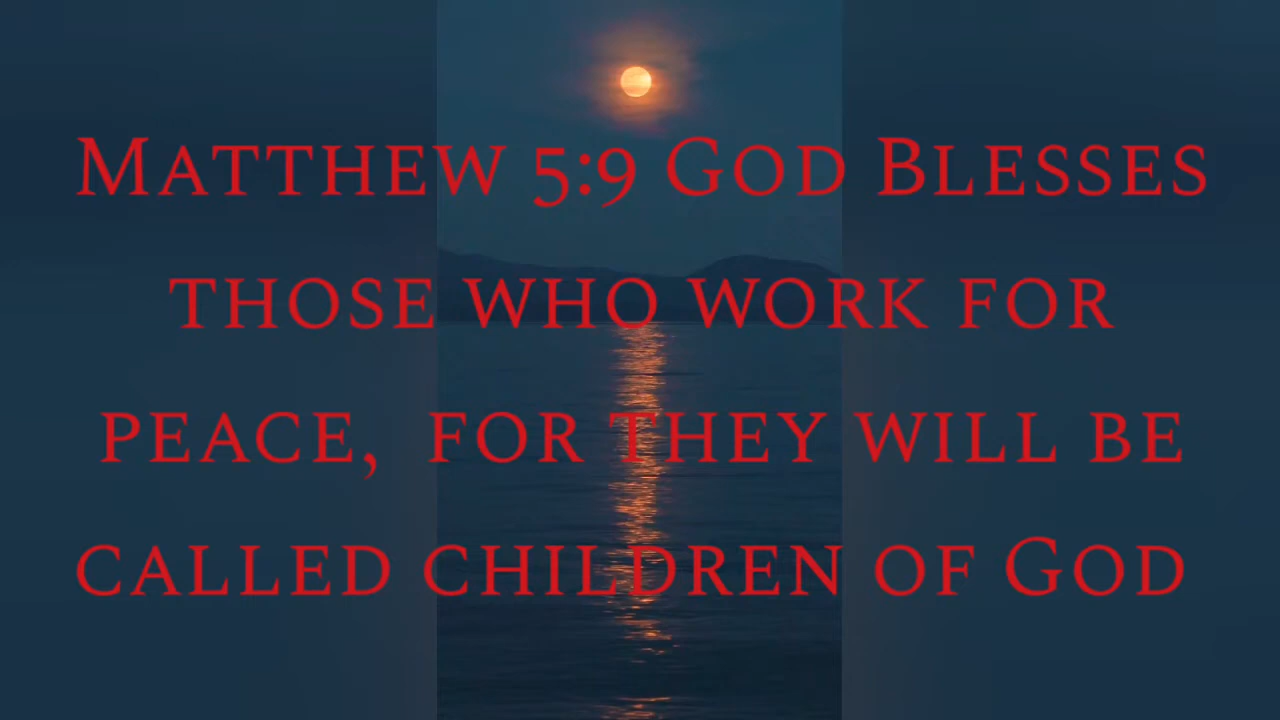 Matthew 5:9 God Blesses
those who work for
peace, for they will be
called children of God